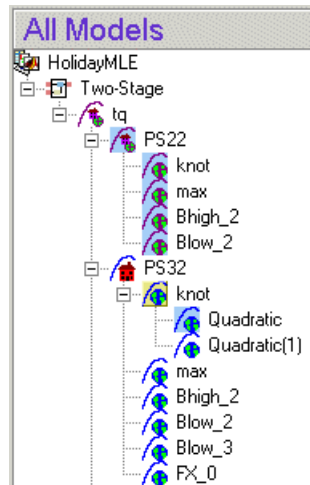 All Models
HolidayMLE
Two-Stage
tq
PS22
knot
max
Bhigh_2
Blow_2
PS32
knot
Quadratic
Quadratic(1)
max
Bhigh_2
Blow_2
Blow_3
FX_0